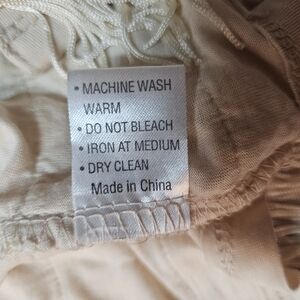 • MACHINE WASH
WARM
• DO NOT BLEACH
• IRON AT MEDIUM
• DRY CLEAN
Made in China